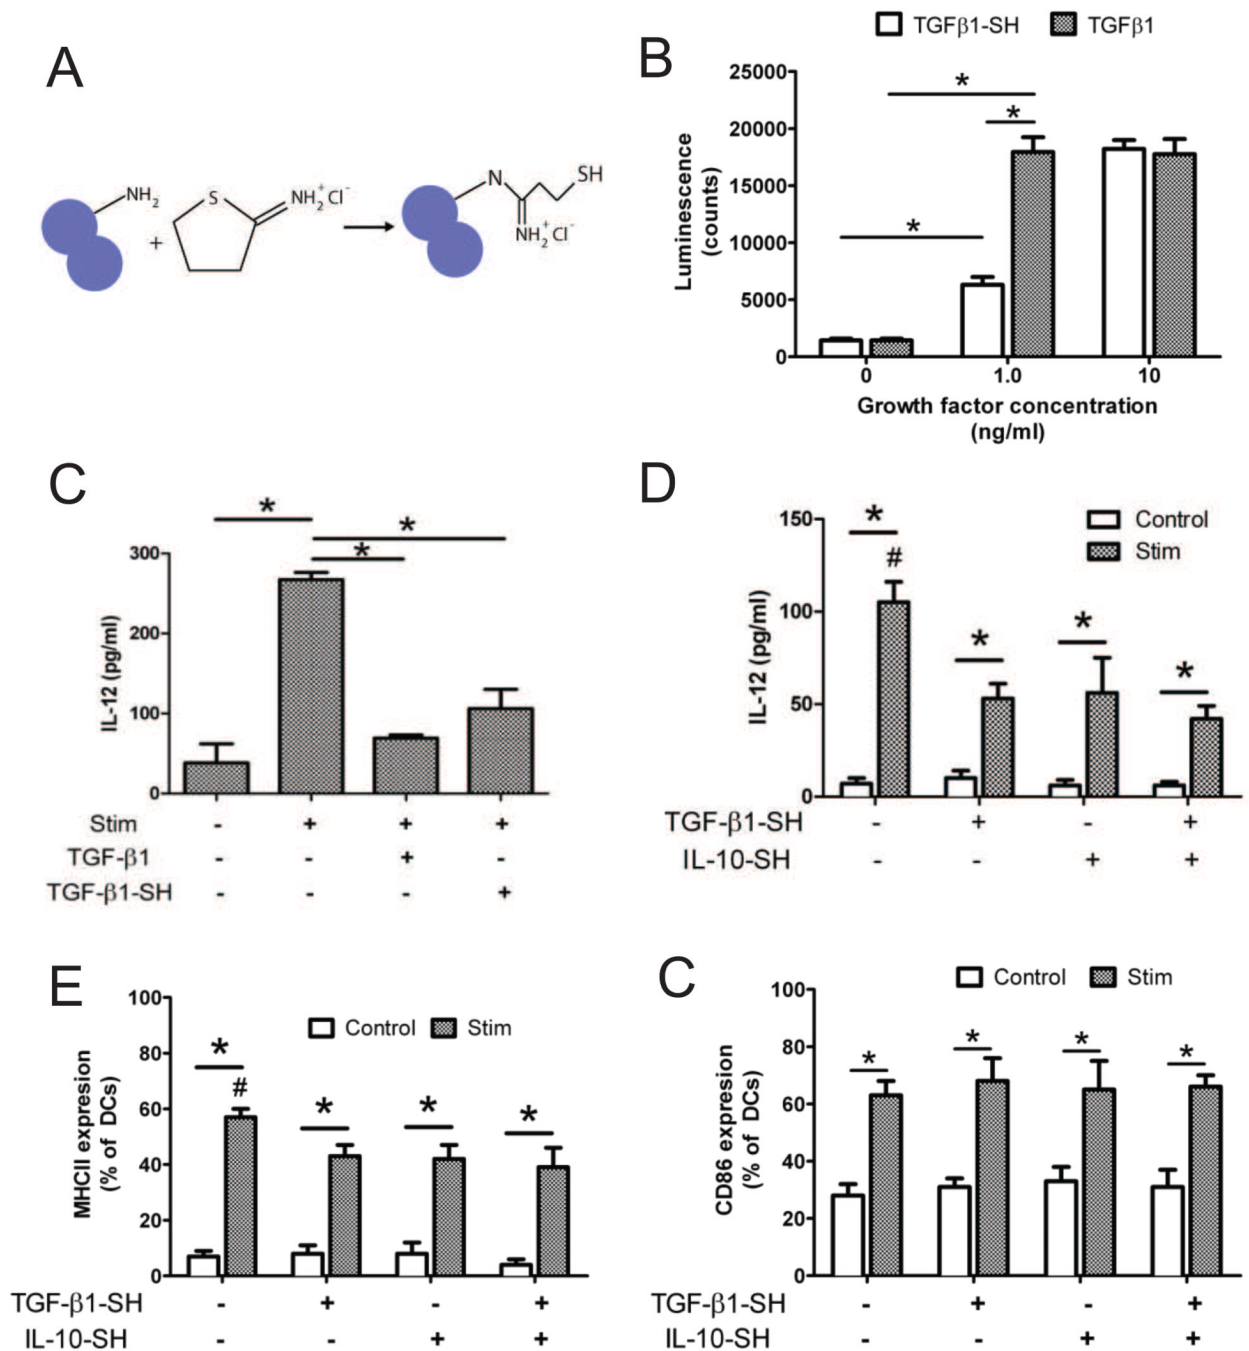 A
NH2
+
S
NH2+ Cl-
N
SH
NH2+ Cl-
B
TGFβ1-SH TGFβ1
25000
20000
15000
10000
5000
0
Luminescence
(counts)
*
*
*
0 1.0 10
Growth factor concentration
(ng/ml)
C
*
*
*
300
200
100
0
IL-12 (pg/ml)
Stim - + + +
TGF-β1 - - + -
TGF-β1-SH - - - +
D
Control
Stim
150
100
50
0
IL-12 (pg/ml)
* # * * *
TGF-β1-SH - + - +
IL-10-SH - - + +
E
Control Stim
100
80
60
40
20
0
MHCII expresion
(% of DCs)
* # * * *
TGF-β1-SH - + - +
IL-10-SH - - + +
C
Control Stim
100
80
60
40
20
0
CD86 expresion
(% of DCs)
* * * *
TGF-β1-SH - + - +
IL-10-SH - - + +